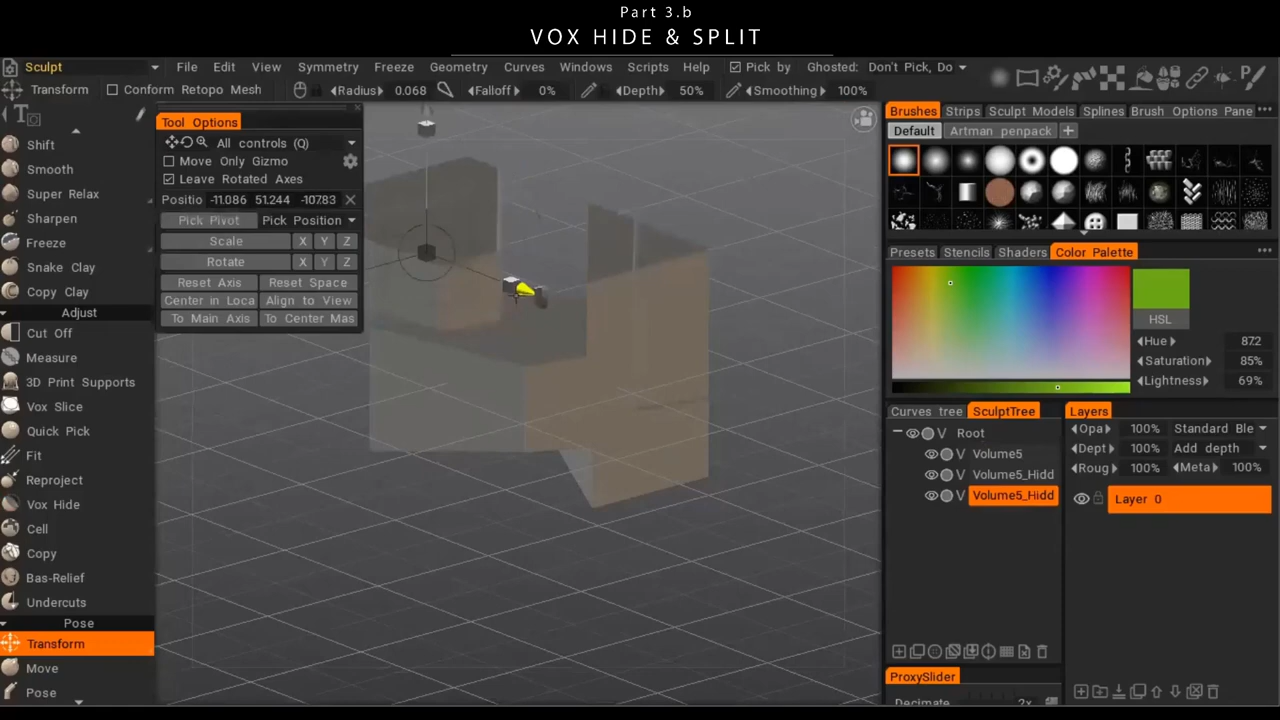 Part 3.b
VOX HIDE & SPLIT
Sculpt File Edit View Symmetry Freeze Geometry Curves Windows Scripts Help Pick by Ghosted: Don't Pick, Do
Transform Conform Retopo Mesh Radius 0.068 Falloff 0% Depth 50% Smoothing 100%
Shift
Smooth
Super Relax
Sharpen
Freeze
Snake Clay
Copy Clay
Adjust
Cut Off
Measure
3D Print Supports
Vox Slice
Quick Pick
Fit
Reproject
Vox Hide
Cell
Copy
Bas-Relief
Undercuts
Pose
Transform
Move
Pose
Tool Options
All controls (Q)
Move Only Gizmo
Leave Rotated Axes
Positio -11.086 51.244 -107.83
Pick Pivot Pick Position
Scale X Y Z
Rotate X Y Z
Reset Axis Reset Space
Center in Loca Align to View
To Main Axis To Center Mas
Brushes Strips Sculpt Models Splines Brush Options Pane
Default Artman penpack
Presets Stencils Shaders Color Palette
HSL
Hue 872
Saturation 85%
Lightness 69%
Curves tree SculptTree
V Root
V Volume5
V Volume5_Hidd
V Volume5_Hidd
Layers
Opa 100% Standard Ble
Dept 100% Add depth
Roug 100% Meta 100%
Layer 0
ProxySlider
Decimate 2x